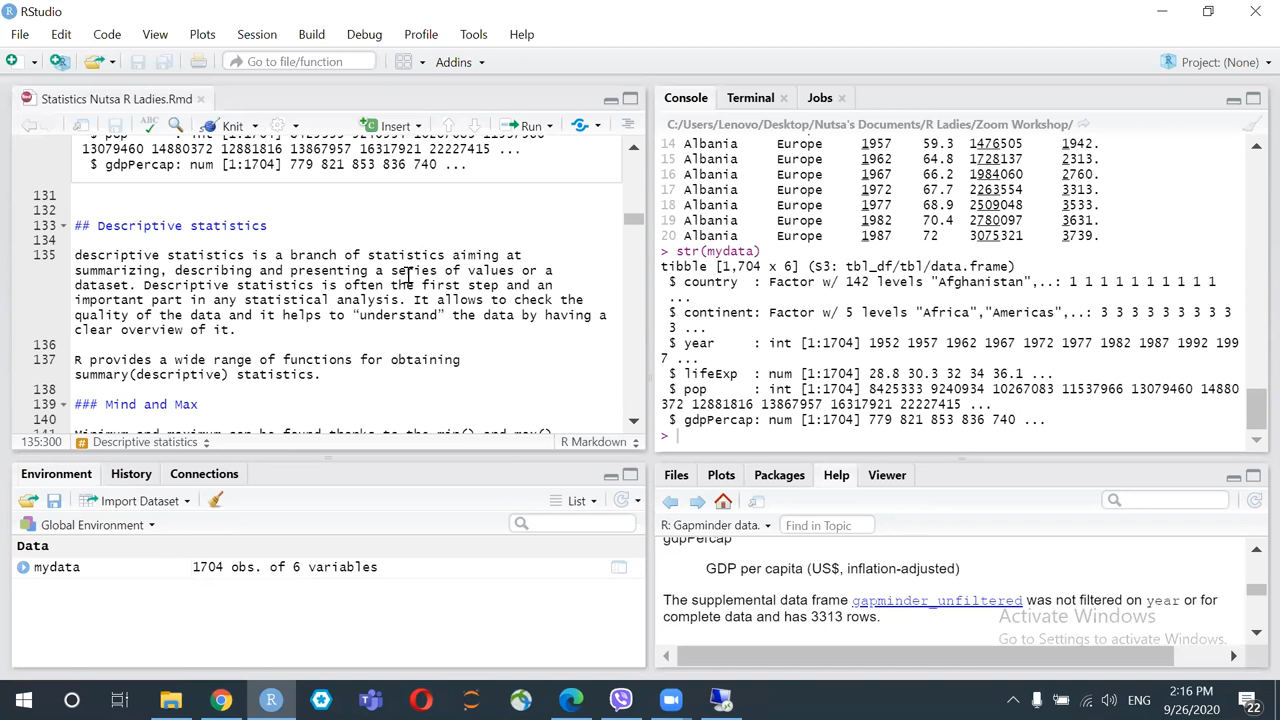 RStudio
File Edit Code View Plots Session Build Debug Profile Tools Help
Go to file/function Addins Project: (None)
Statistics Nutsa R Ladies.Rmd
Knit Insert Run
13079460 14880372 12881816 13867957 16317921 22227415 ...
$ gdpPercap: num [1:1704] 779 821 853 836 740 ...
131
132
133 ## Descriptive statistics
134
135 descriptive statistics is a branch of statistics aiming at
summarizing, describing and presenting a series of values or a
dataset. Descriptive statistics is often the first step and an
important part in any statistical analysis. It allows to check the
quality of the data and it helps to “understand” the data by having a
clear overview of it.
136
137 R provides a wide range of functions for obtaining
summary(descriptive) statistics.
138
139 ### Mind and Max
140
Minimum and maximum can be found thanks to the min() and max()
135:300 # Descriptive statistics R Markdown
Console Terminal Jobs
C:/Users/Lenovo/Desktop/Nutsa's Documents/R Ladies/Zoom Workshop/
14 Albania Europe 1957 59.3 1476505 1942.
15 Albania Europe 1962 64.8 1728137 2313.
16 Albania Europe 1967 66.2 1984060 2760.
17 Albania Europe 1972 67.7 2263554 3313.
18 Albania Europe 1977 68.9 2509048 3533.
19 Albania Europe 1982 70.4 2780097 3631.
20 Albania Europe 1987 72 3075321 3739.
> str(mydata)
tibble [1,704 x 6] (S3: tbl_df/tbl/data.frame)
$ country : Factor w/ 142 levels "Afghanistan",..: 1 1 1 1 1 1 1 1 1 1
...
$ continent: Factor w/ 5 levels "Africa","Americas",..: 3 3 3 3 3 3 3 3 3
3 ...
$ year : int [1:1704] 1952 1957 1962 1967 1972 1977 1982 1987 1992 199
7 ...
$ lifeExp : num [1:1704] 28.8 30.3 32 34 36.1 ...
$ pop : int [1:1704] 8425333 9240934 10267083 11537966 13079460 14880
372 12881816 13867957 16317921 22227415 ...
$ gdpPercap: num [1:1704] 779 821 853 836 740 ...
>
Environment History Connections
Import Dataset List
Global Environment
Data
mydata 1704 obs. of 6 variables
Files Plots Packages Help Viewer
R: Gapminder data. Find in Topic
gdpPercap
GDP per capita (US$, inflation-adjusted)
The supplemental data frame gapminder_unfiltered was not filtered on year or for
complete data and has 3313 rows.
Activate Windows
Go to Settings to activate Windows.
ENG
2:16 PM
9/26/2020
22